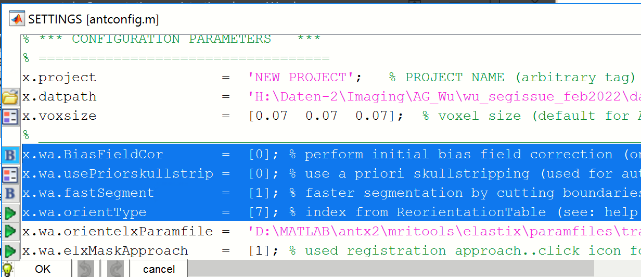 SETTINGS [antconfig.m]
% *** CONFIGURATION PARAMETERS ***
% ================================
x.project = 'NEW PROJECT'; % PROJECT NAME (arbitrary tag)
x.datpath = 'H:\Daten-2\Imaging\AG_Wu\wu_segissue_feb2022\da
x.voxsize = [0.07 0.07 0.07]; % voxel size (default for A
%
x.wa.BiasFieldCor = [0]; % perform initial bias field correction (on
x.wa.usePriorskullstrip = [0]; % use a priori skullstripping (used for aut
x.wa.fastSegment = [1]; % faster segmentation by cutting boundaries
x.wa.orientType = [7]; % index from ReorientationTable (see: help
x.wa.orientelxParamfile = 'D:\MATLAB\antx2\mritools\elastix\paramfiles\tra
x.wa.elxMaskApproach = [1]; % used registration approach..click icon fo
OK cancel